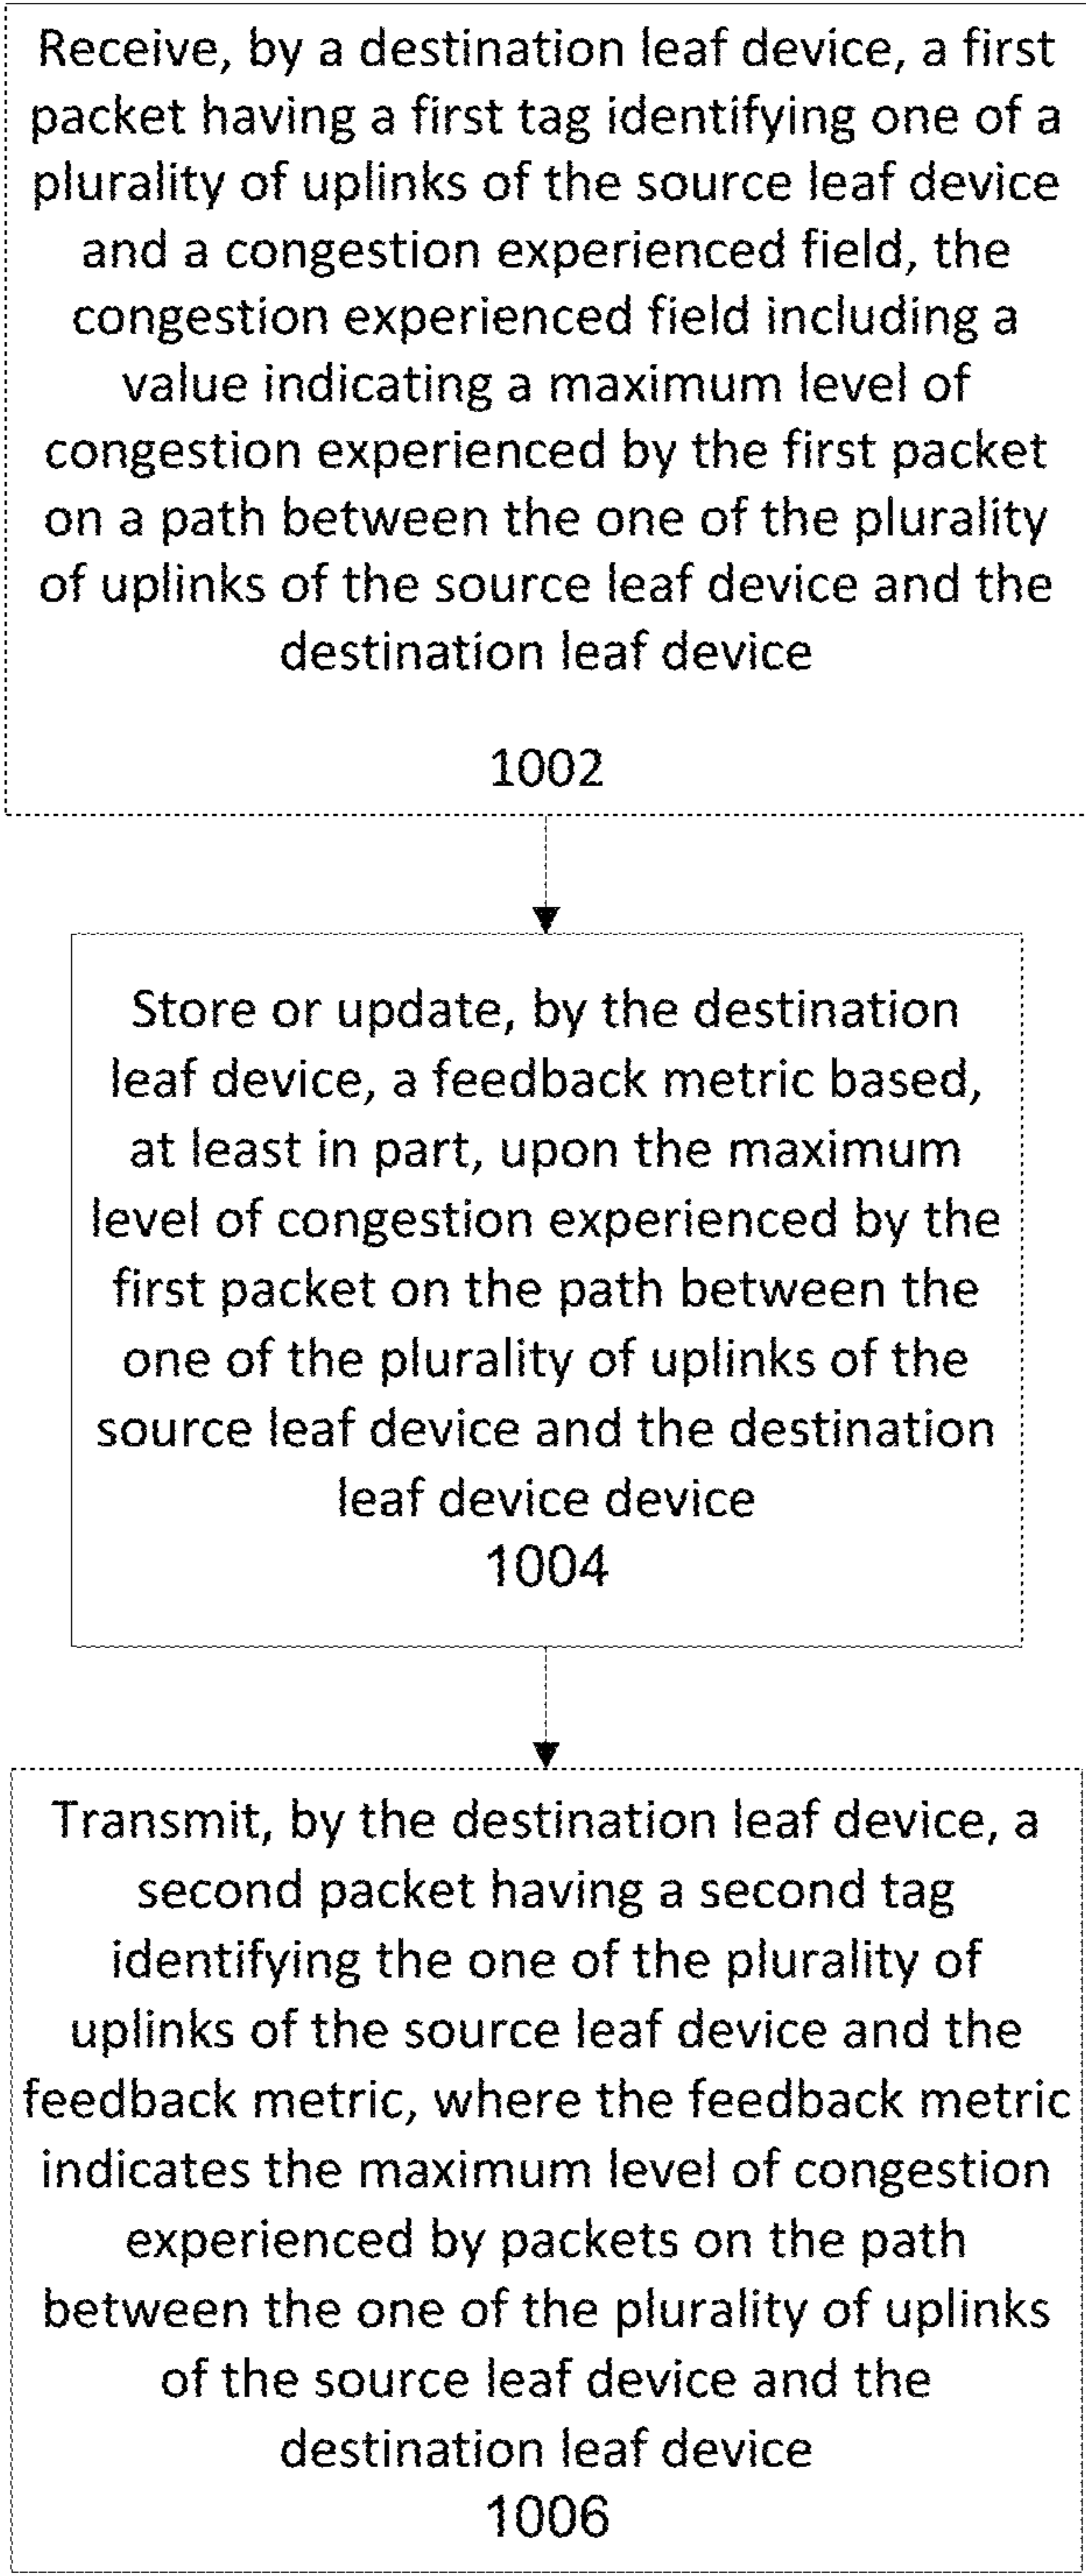 Receive, by a destination leaf device, a first
packet having a first tag identifying one of a
plurality of uplinks of the source leaf device
and a congestion experienced field, the
congestion experienced field including a
value indicating a maximum level of
congestion experienced by the first packet
on a path between the one of the plurality
of uplinks of the source leaf device and the
destination leaf device
1002
Store or update, by the destination
leaf device, a feedback metric based,
at least in part, upon the maximum
level of congestion experienced by the
first packet on the path between the
one of the plurality of uplinks of the
source leaf device and the destination
leaf device device
1004
Transmit, by the destination leaf device, a
second packet having a second tag
identifying the one of the plurality of
uplinks of the source leaf device and the
feedback metric, where the feedback metric
indicates the maximum level of congestion
experienced by packets on the path
between the one of the plurality of uplinks
of the source leaf device and the
destination leaf device
1006